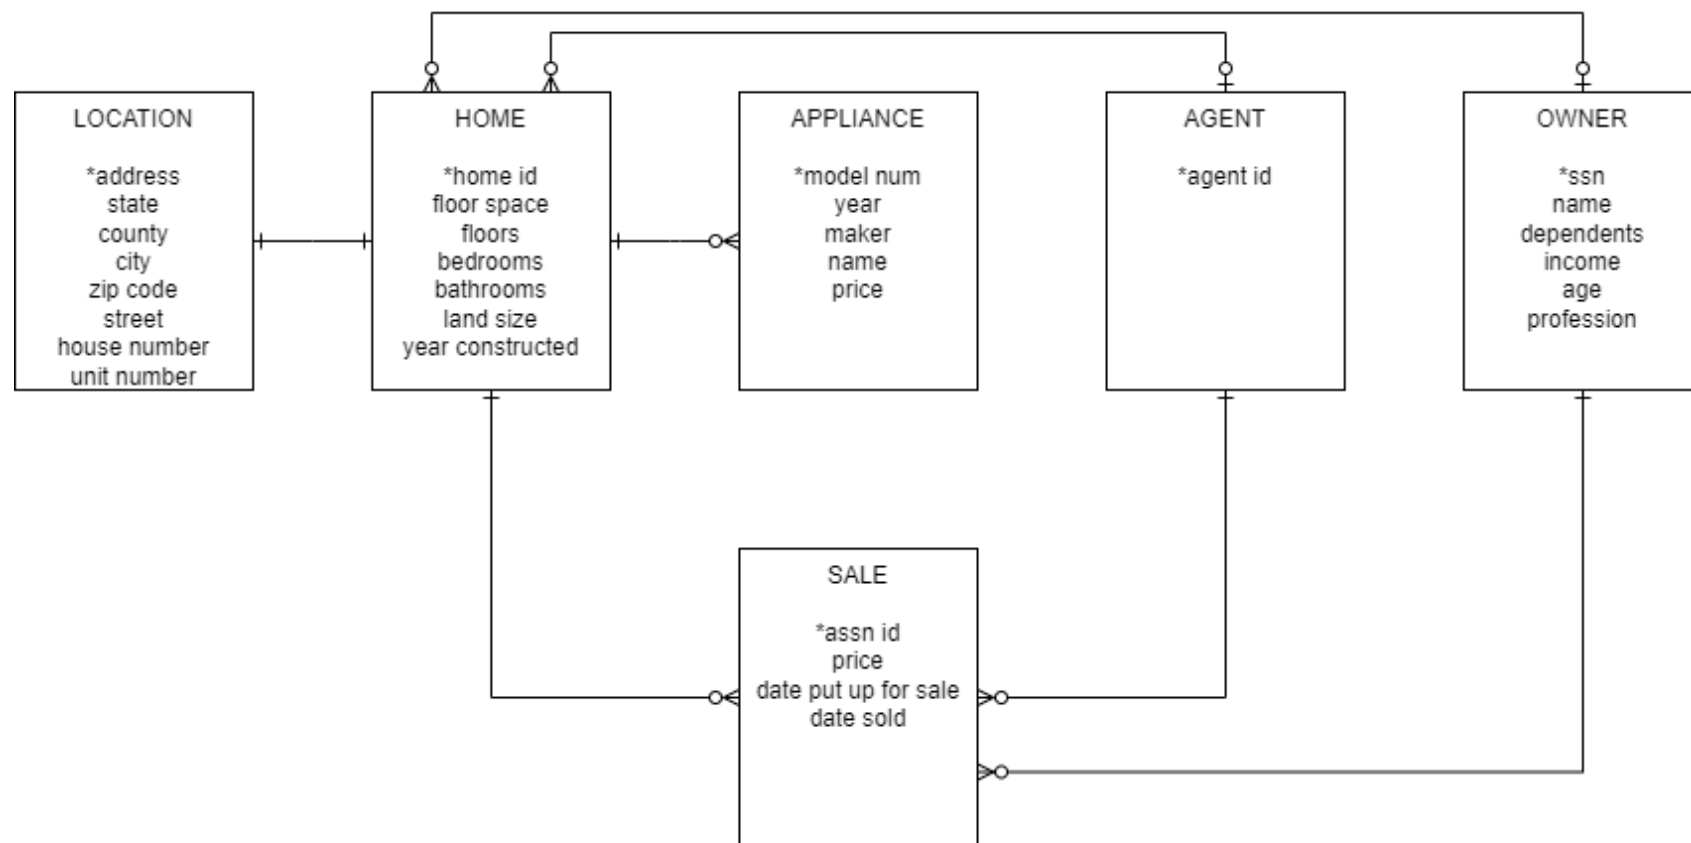 LOCATION
*address
state
county
city
zip code
street
house number
unit number
HOME
*home id
floor space
floors
bedrooms
bathrooms
land size
year constructed
APPLIANCE
*model num
year
maker
name
price
AGENT
*agent id
OWNER
*ssn
name
dependents
income
age
profession
SALE
*assn id
price
date put up for sale
date sold